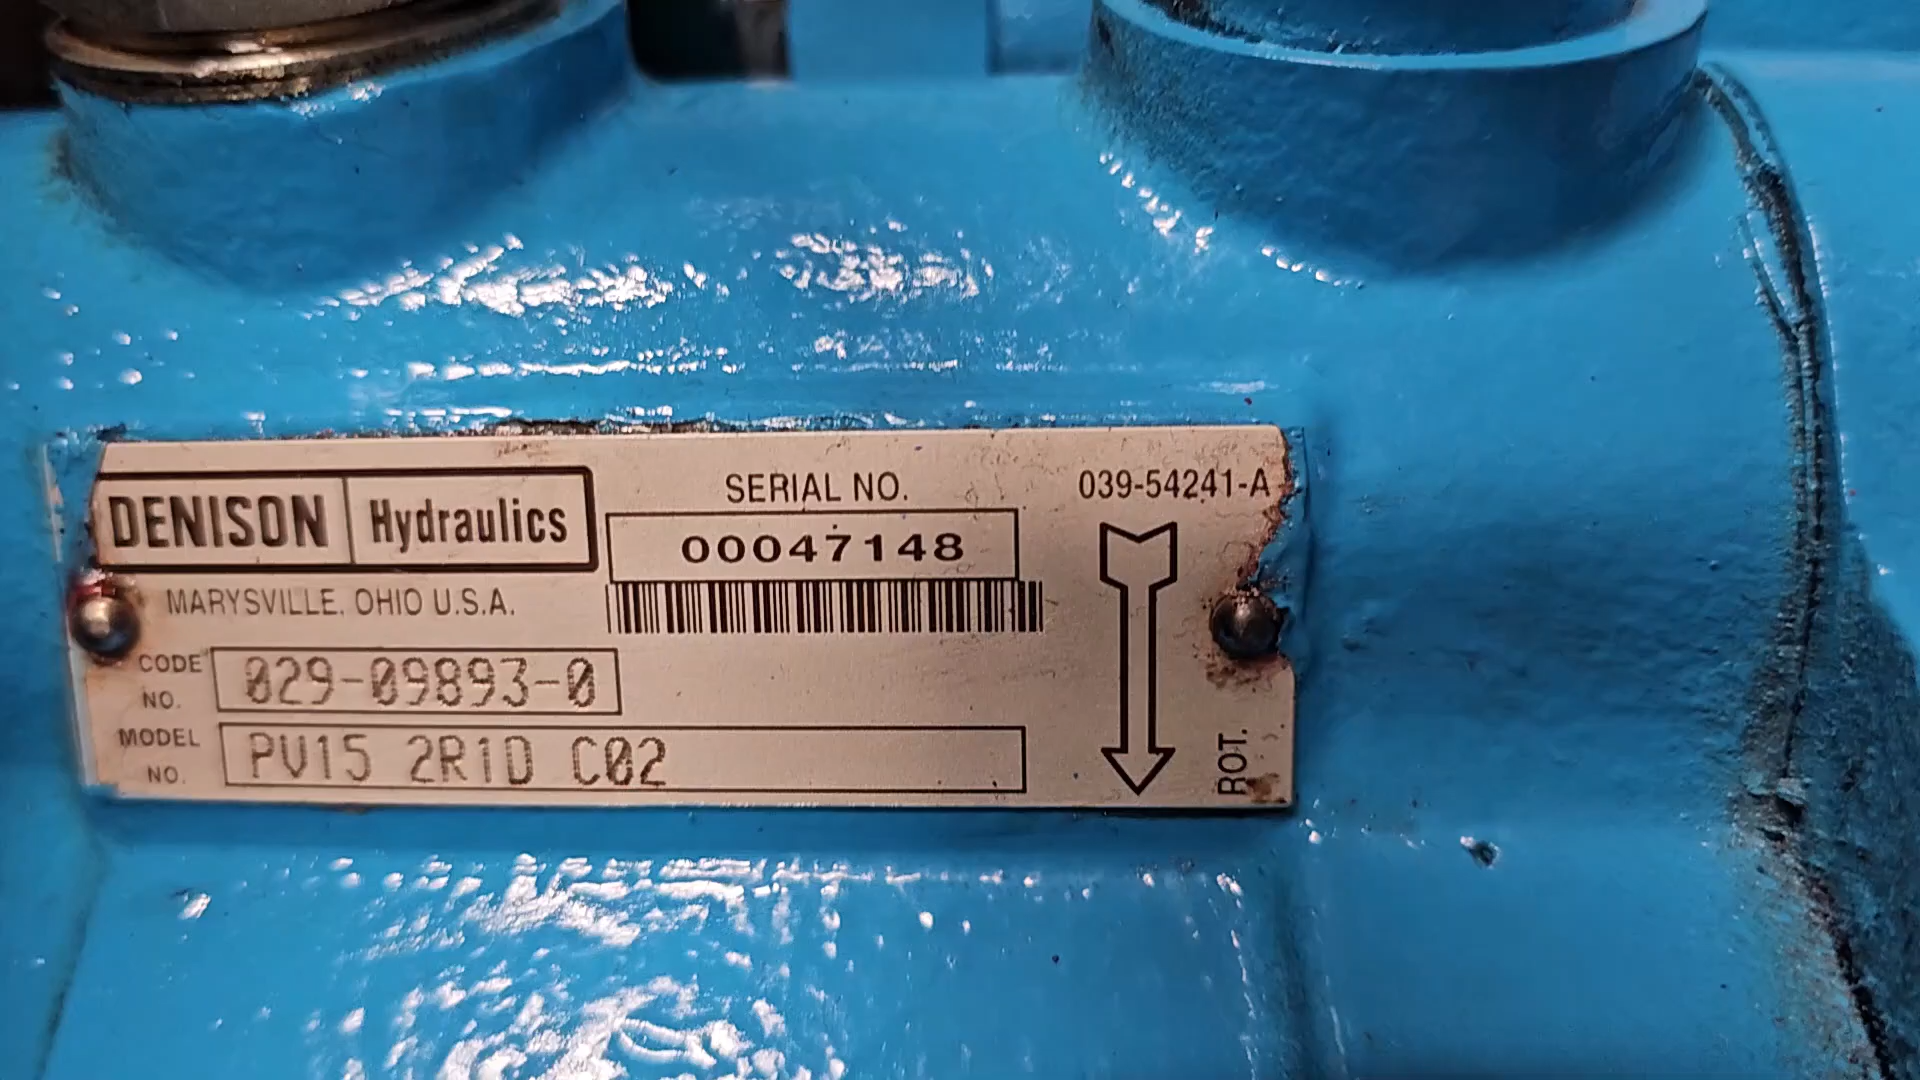 DENISON Hydraulics
MARYSVILLE, OHIO U.S.A.
SERIAL NO.
00047148
039-54241-A
CODE NO. 029-09893-0
MODEL NO. PV15 2R1D C02
ROT.